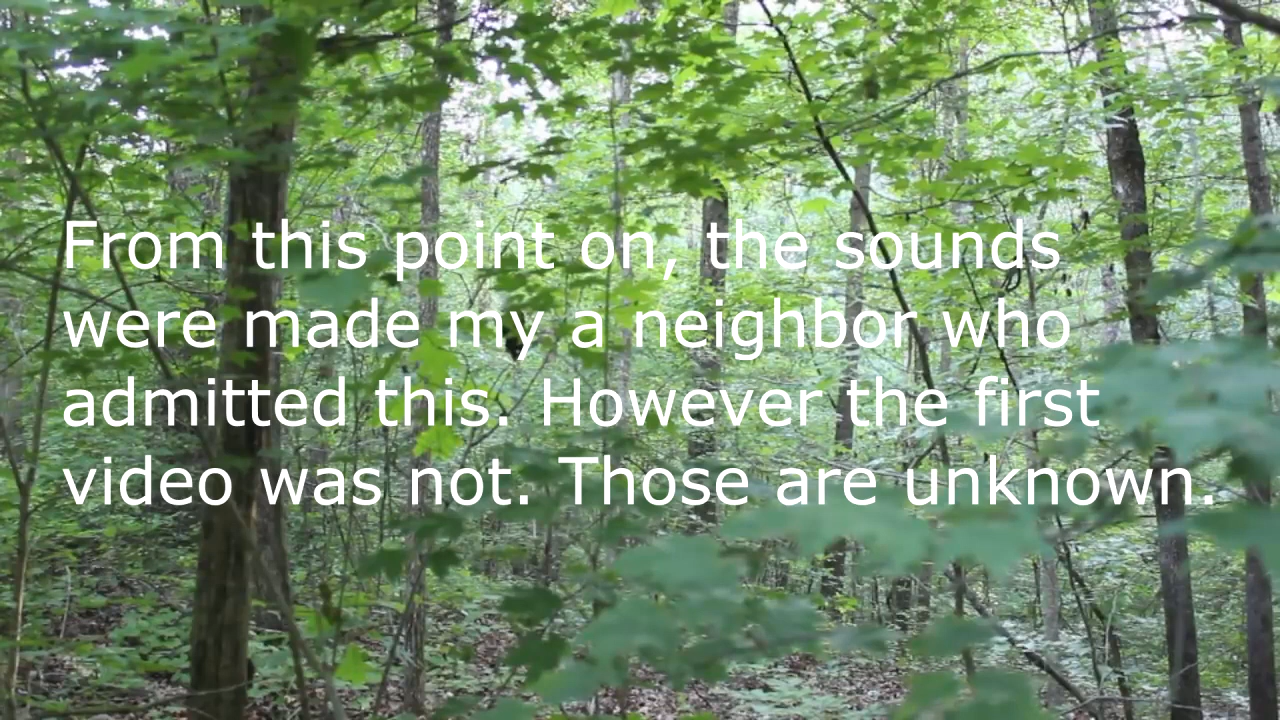 From this point on, the sounds
were made my a neighbor who
admitted this. However the first
video was not. Those are unknown.